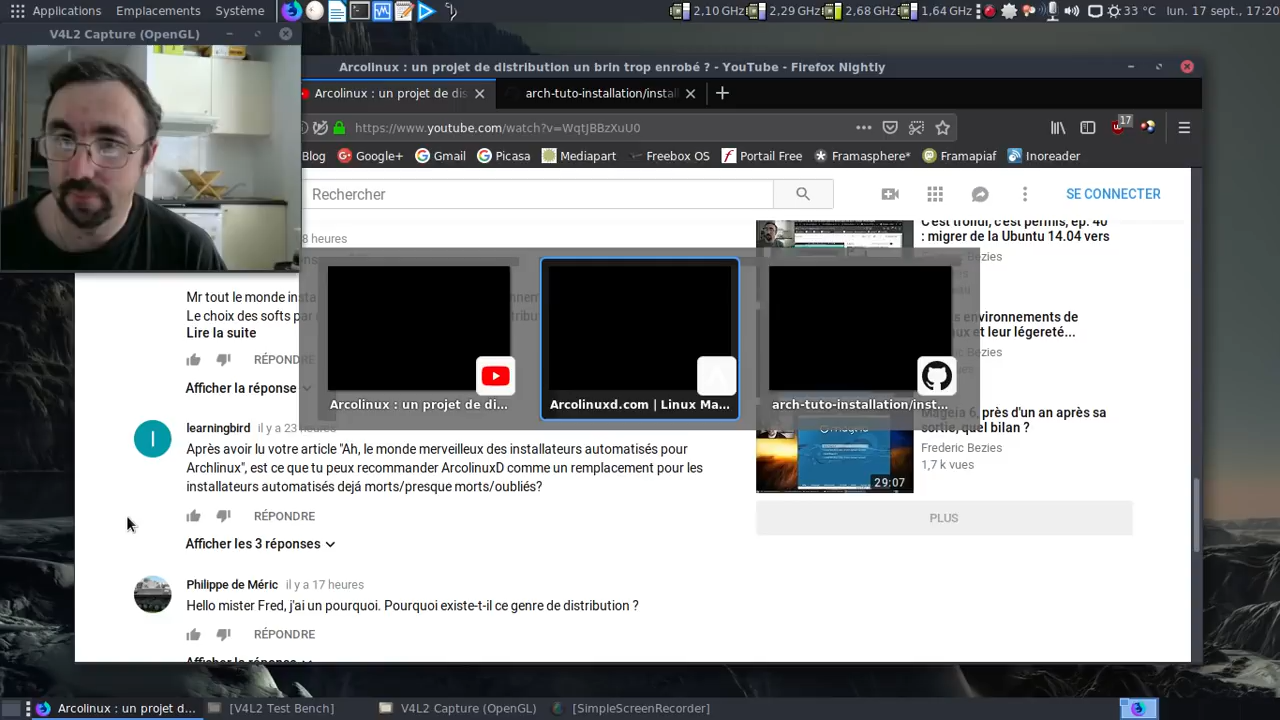 Applications Emplacements Système 2,10 GHz 2,29 GHz 2,68 GHz 1,64 GHz 33 °C lun. 17 sept., 17:20
V4L2 Capture (OpenGL)
Arcolinux : un projet de distribution un brin trop enrobé ? - YouTube - Firefox Nightly
Arcolinux : un projet de dis arch-tuto-installation/install
https://www.youtube.com/watch?v=WqtJBBzXuU0 17
Blog Google+ Gmail Picasa Mediapart Freebox OS Portail Free Framasphere* Framapiaf Inoreader
Rechercher SE CONNECTER
8 heures
C'est trollui, c'est permis, ep. 40
: migrer de la Ubuntu 14.04 vers
Mr tout le monde insta
Le choix des softs par
Lire la suite
RÉPONDRE
Afficher la réponse
environnements de
et leur légereté...
Bezies
Arcolinux : un projet de di...
Arcolinuxd.com | Linux Ma...
arch-tuto-installation/inst...
Mageia 6, près d'un an après sa
sortie, quel bilan ?
Frederic Bezies
1,7 k vues
29:07
PLUS
learningbird il y a 23 heures
Après avoir lu votre article "Ah, le monde merveilleux des installateurs automatisés pour
Archlinux", est ce que tu peux recommander ArcolinuxD comme un remplacement pour les
installateurs automatisés dejá morts/presque morts/oubliés?
RÉPONDRE
Afficher les 3 réponses
Philippe de Méric il y a 17 heures
Hello mister Fred, j'ai un pourquoi. Pourquoi existe-t-il ce genre de distribution ?
RÉPONDRE
Afficher la réponse
Arcolinux : un projet d... [V4L2 Test Bench] V4L2 Capture (OpenGL) [SimpleScreenRecorder]